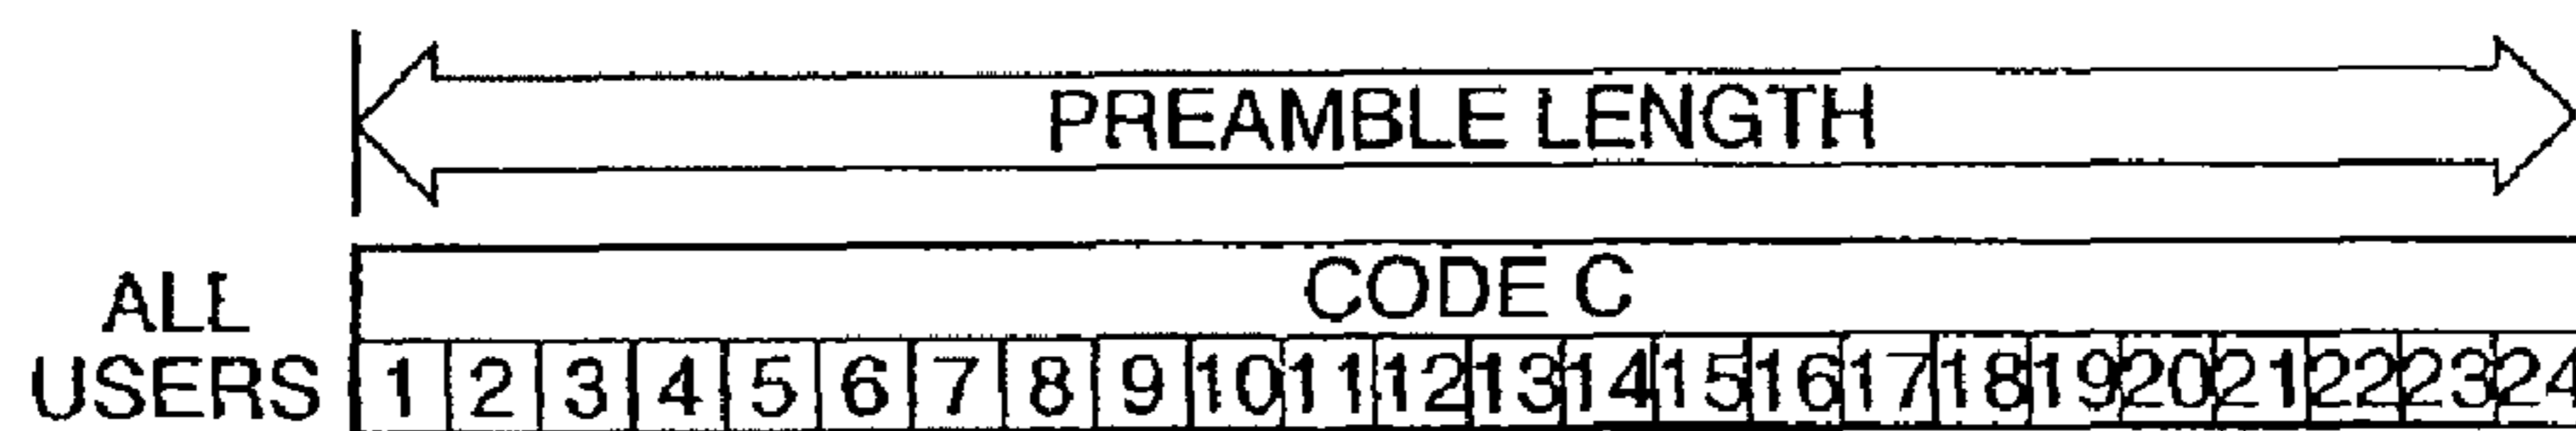 PREAMBLE LENGTH
CODE C
ALL
USERS
1 2 3 4 5 6 7 8 9 10 11 12 13 14 15 16 17 18 19 20 21 22 23 24